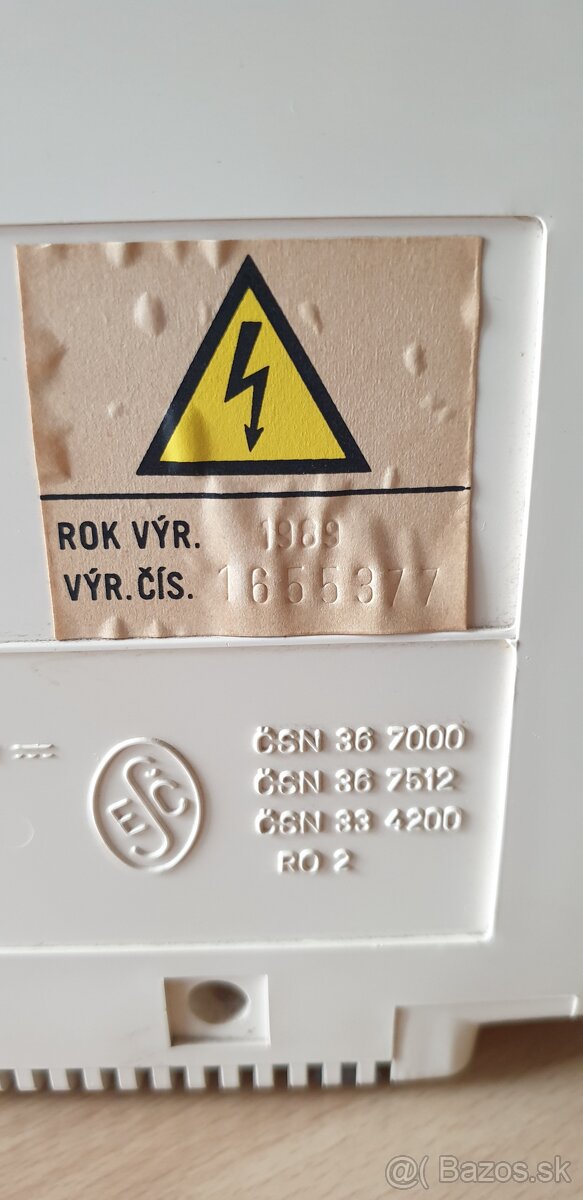 ROK VÝR. 1989
VÝR.ČÍS. 1655377
ESČ
ČSN 36 7000
ČSN 36 7512
ČSN 33 4200
RO 2
@( Bazos.sk